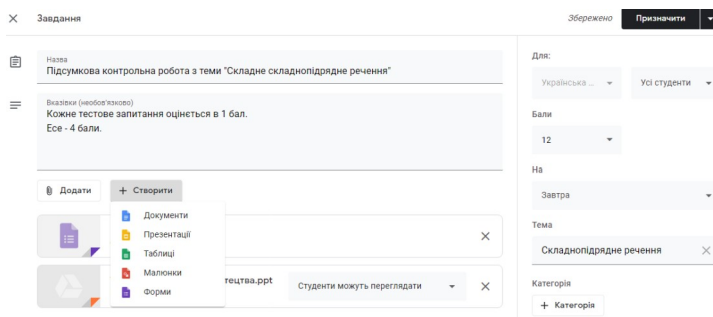 Завдання
Збережено
Призначити
Назва
Підсумкова контрольна робота з теми "Складне складнопідрядне речення"
Вказівки (необов'язково)
Кожне тестове запитання оцінється в 1 бал.
Есе - 4 бали.
Додати
+ Створити
Документи
Презентації
Таблиці
Малюнки
Форми
тецтва.ppt
Студенти можуть переглядати
Для:
Українська ...
Усі студенти
Бали
12
На
Завтра
Тема
Складнопідрядне речення
Категорія
+ Категорія